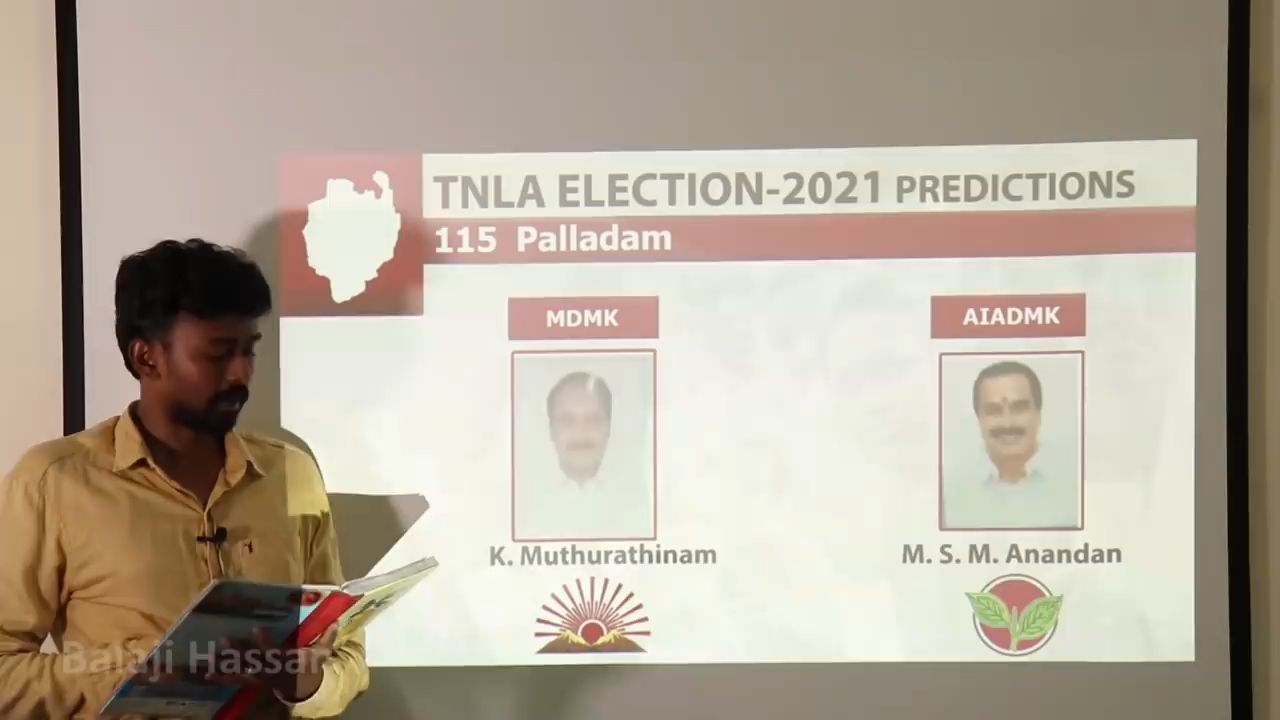 TNLA ELECTION-2021 PREDICTIONS
115 Palladam
MDMK
AIADMK
K. Muthurathinam
M. S. M. Anandan
Balaji Hassan